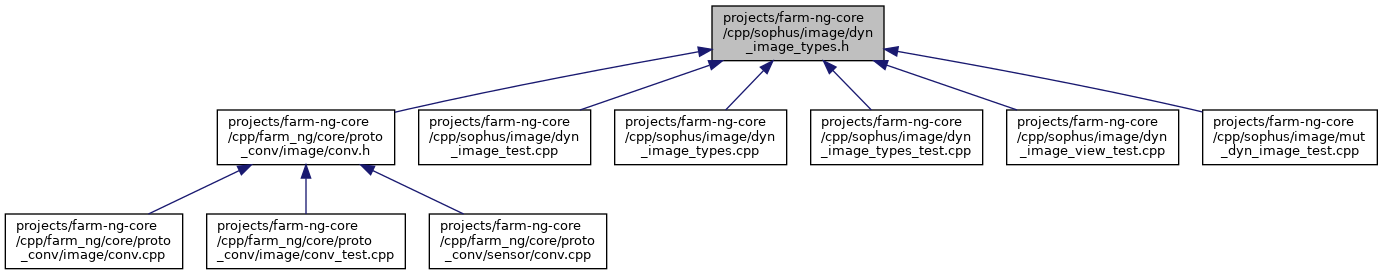 projects/farm-ng-core
/cpp/sophus/image/dyn
_image_types.h
projects/farm-ng-core
/cpp/farm_ng/core/proto
_conv/image/conv.h
projects/farm-ng-core
/cpp/sophus/image/dyn
_image_test.cpp
projects/farm-ng-core
/cpp/sophus/image/dyn
_image_types.cpp
projects/farm-ng-core
/cpp/sophus/image/dyn
_image_types_test.cpp
projects/farm-ng-core
/cpp/sophus/image/dyn
_image_view_test.cpp
projects/farm-ng-core
/cpp/sophus/image/mut
_dyn_image_test.cpp
projects/farm-ng-core
/cpp/farm_ng/core/proto
_conv/image/conv.cpp
projects/farm-ng-core
/cpp/farm_ng/core/proto
_conv/image/conv_test.cpp
projects/farm-ng-core
/cpp/farm_ng/core/proto
_conv/sensor/conv.cpp